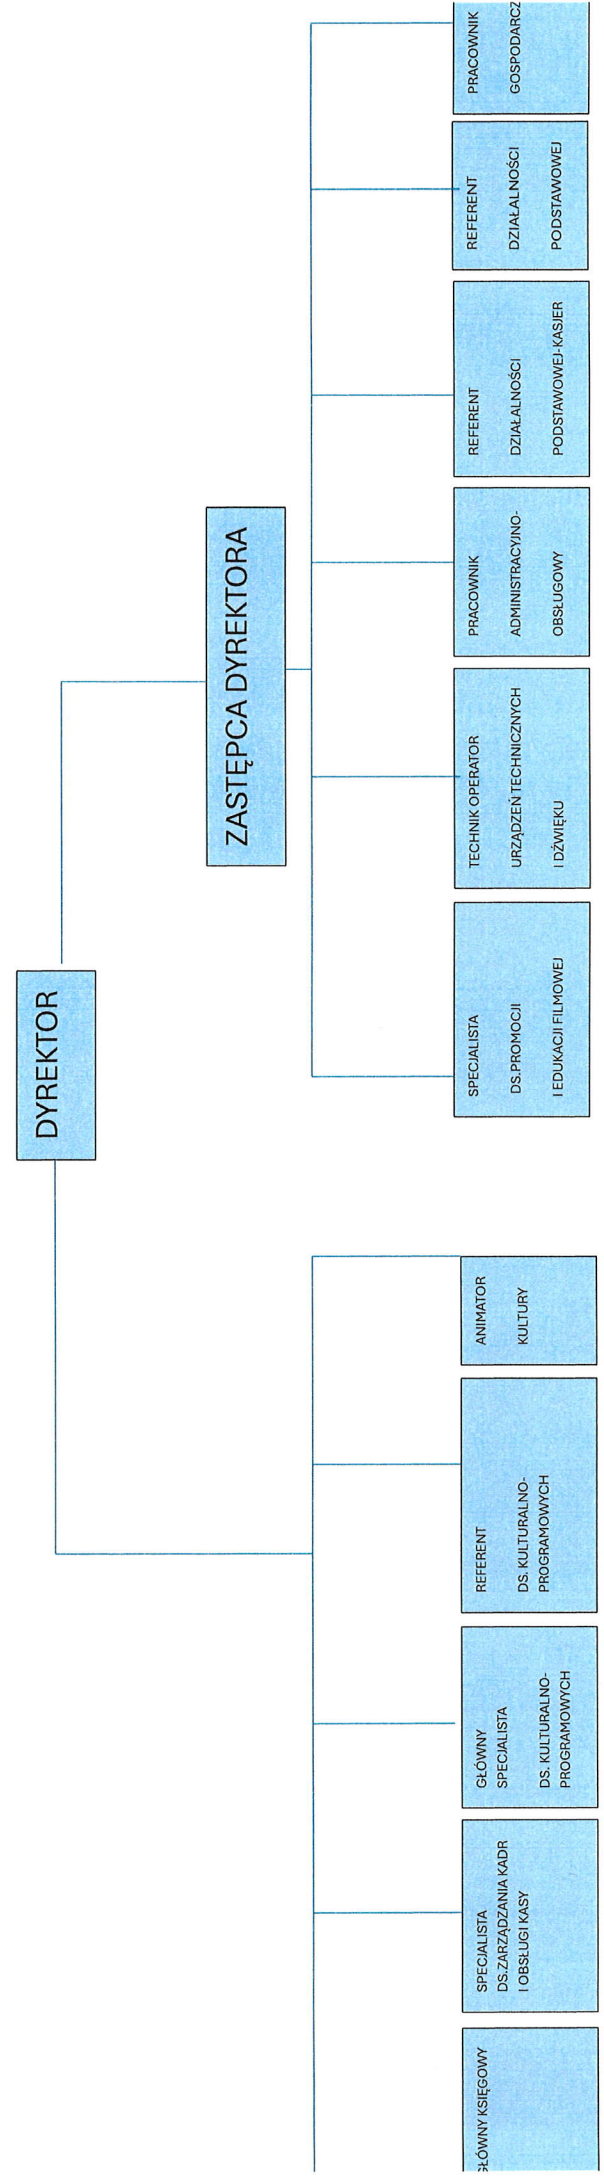 DYREKTOR
ZASTĘPCA DYREKTORA
GŁÓWNY KSIĘGOWY
SPECJALISTA
DS.ZARZĄDZANIA KADR
I OBSŁUGI KASY
GŁÓWNY
SPECJALISTA
DS. KULTURALNO-
PROGRAMOWYCH
REFERENT
DS. KULTURALNO-
PROGRAMOWYCH
ANIMATOR
KULTURY
SPECJALISTA
DS.PROMOCJI
I EDUKACJI FILMOWEJ
TECHNIK OPERATOR
URZĄDZEŃ TECHNICZNYCH
I DŹWIĘKU
PRACOWNIK
ADMINISTRACYJNO-
OBSŁUGOWY
REFERENT
DZIAŁALNOŚCI
PODSTAWOWEJ-KASJER
REFERENT
DZIAŁALNOŚCI
PODSTAWOWEJ
PRACOWNIK
GOSPODARCZ